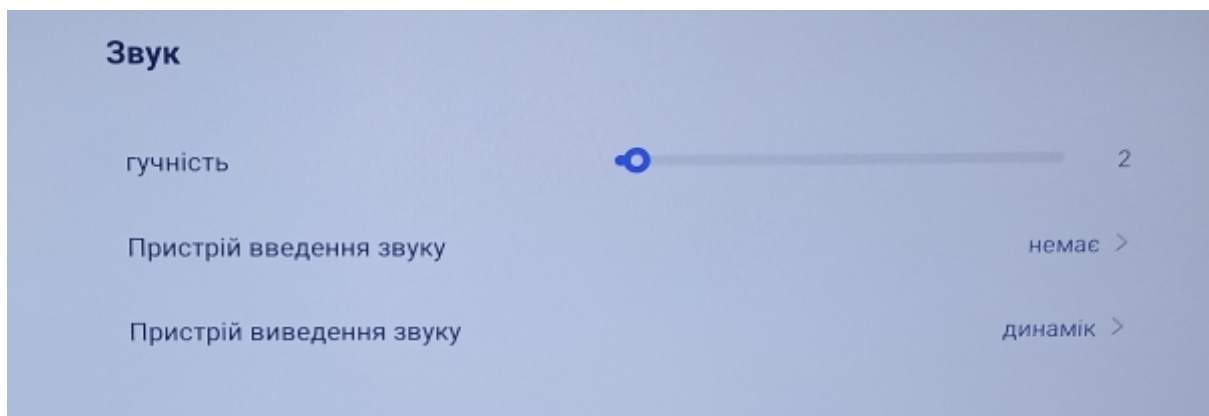 Звук
гучність 2
Пристрій введення звуку немає >
Пристрій виведення звуку динамік >